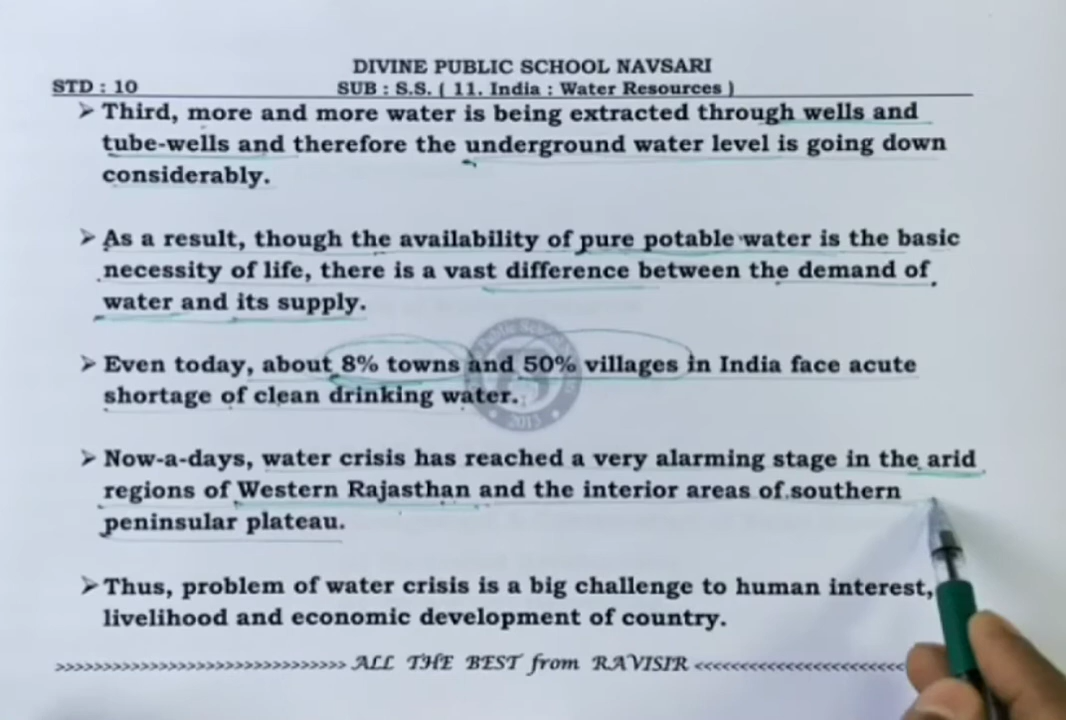 DIVINE PUBLIC SCHOOL NAVSARI
STD : 10 SUB : S.S. ( 11. India : Water Resources )
➢ Third, more and more water is being extracted through wells and
tube-wells and therefore the underground water level is going down
considerably.
➢ As a result, though the availability of pure potable water is the basic
necessity of life, there is a vast difference between the demand of
water and its supply.
➢ Even today, about 8% towns and 50% villages in India face acute
shortage of clean drinking water.
Public School
2013
➢ Now-a-days, water crisis has reached a very alarming stage in the arid
regions of Western Rajasthan and the interior areas of southern
peninsular plateau.
➢ Thus, problem of water crisis is a big challenge to human interest,
livelihood and economic development of country.
>>>>>>>>>>>>>>>>>>>>>>>>>>>>>> ALL THE BEST from RAVISIR <<<<<<<<<<<<<<<<<<<<<<